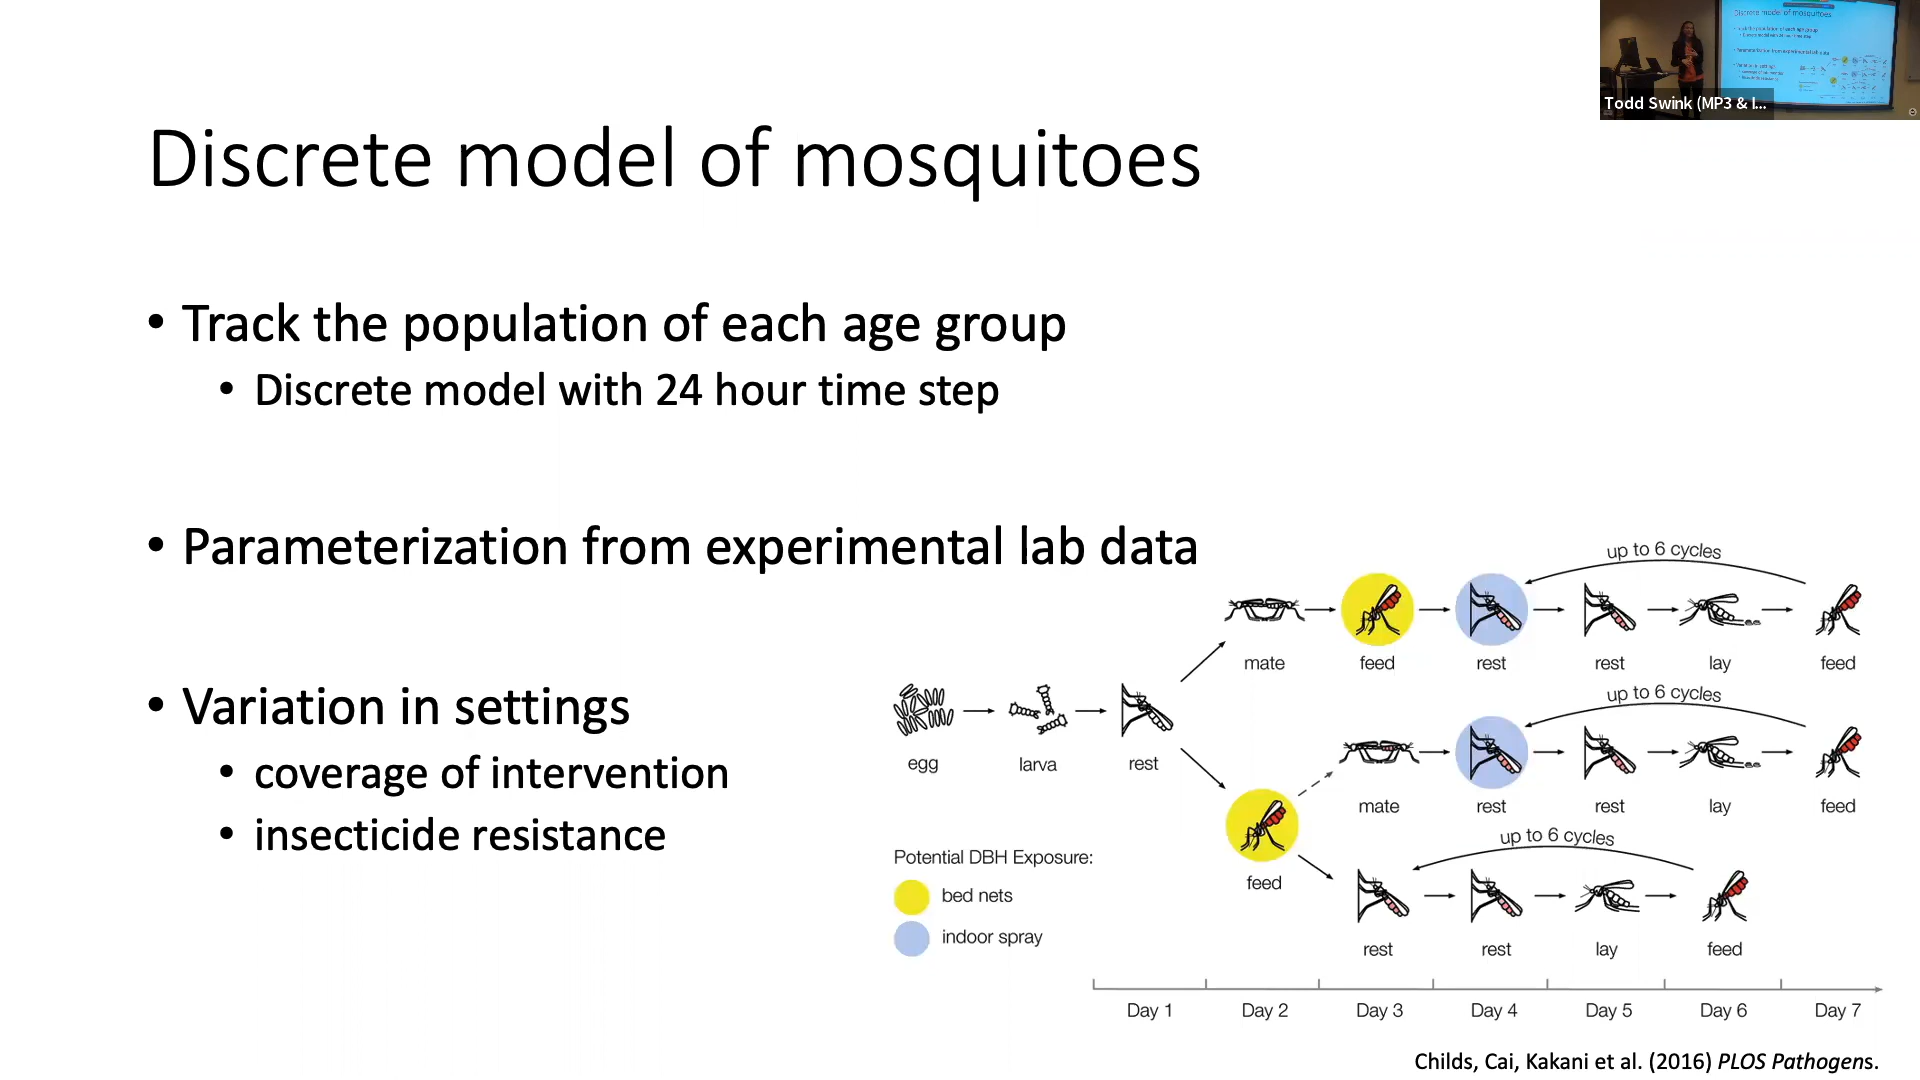 Discrete model of mosquitoes
Todd Swink (MP3 & I...
• Track the population of each age group
• Discrete model with 24 hour time step
• Parameterization from experimental lab data
• Variation in settings
• coverage of intervention
• insecticide resistance
up to 6 cycles
mate feed rest rest lay feed
up to 6 cycles
egg larva rest
mate rest rest lay feed
up to 6 cycles
feed
rest rest lay feed
Potential DBH Exposure:
bed nets
indoor spray
Day 1 Day 2 Day 3 Day 4 Day 5 Day 6 Day 7
Childs, Cai, Kakani et al. (2016) PLOS Pathogens.